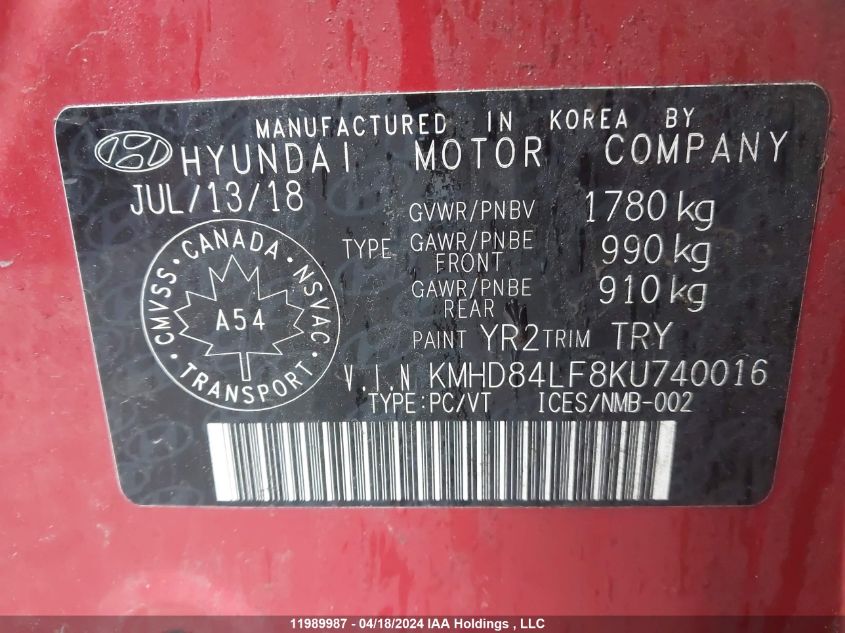 MANUFACTURED IN KOREA BY
HYUNDAI MOTOR COMPANY
JUL/13/18
GVWR/PNBV 1780 kg
TYPE GAWR/PNBE FRONT 990 kg
GAWR/PNBE REAR 910 kg
PAINT YR2 TRIM TRY
CMVSS • CANADA • NSVAC • TRANSPORT •
A54
V.I.N KMHD84LF8KU740016
TYPE:PC/VT ICES/NMB-002
11989987 - 04/18/2024 IAA Holdings , LLC